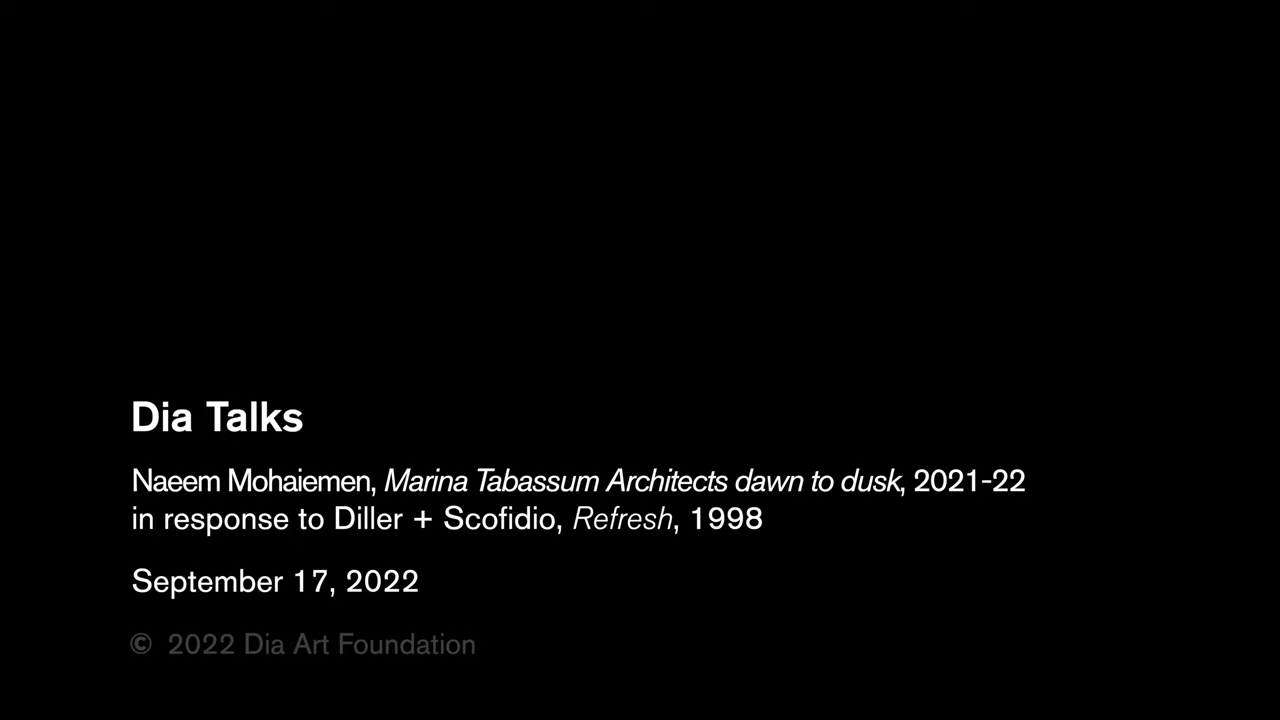 Dia Talks
Naeem Mohaiemen, Marina Tabassum Architects dawn to dusk, 2021-22
in response to Diller + Scofidio, Refresh, 1998
September 17, 2022
© 2022 Dia Art Foundation